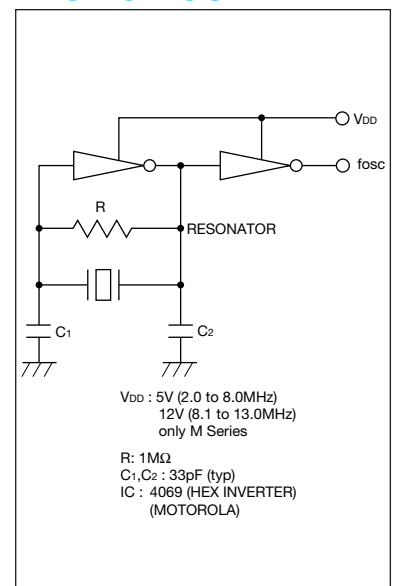 VDD
fosc
R
RESONATOR
C1
C2
VDD : 5V (2.0 to 8.0MHz)
12V (8.1 to 13.0MHz)
only M Series
R: 1MΩ
C1,C2 : 33pF (typ)
IC : 4069 (HEX INVERTER)
(MOTOROLA)